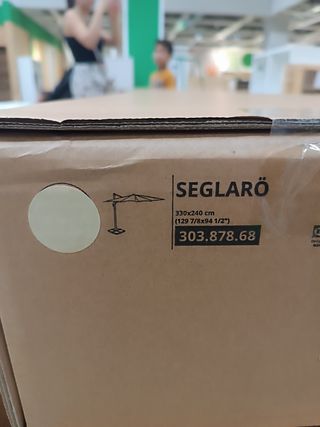 SEGLARÖ
330x240 cm
(129 7/8x94 1/2")
303.878.68